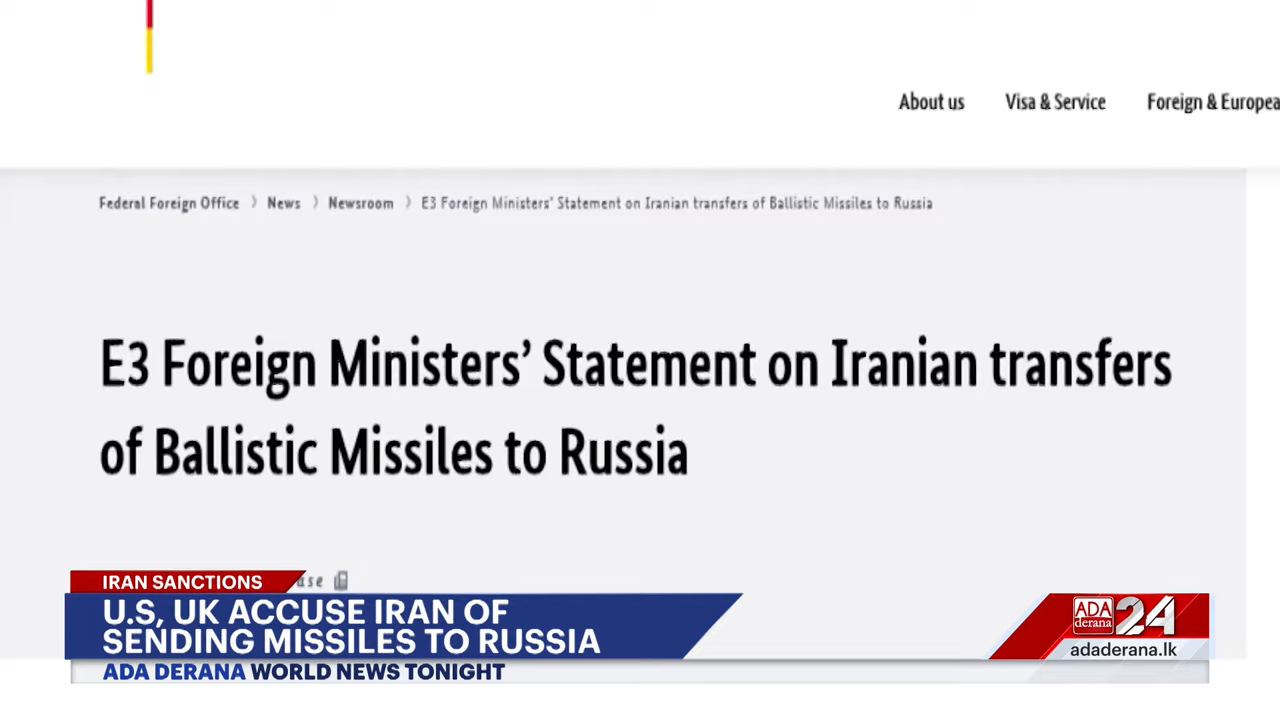 About us Visa & Service Foreign & Europea
Federal Foreign Office > News > Newsroom > E3 Foreign Ministers' Statement on Iranian transfers of Ballistic Missiles to Russia
E3 Foreign Ministers’ Statement on Iranian transfers
of Ballistic Missiles to Russia
IRAN SANCTIONS
U.S, UK ACCUSE IRAN OF
SENDING MISSILES TO RUSSIA
ADA DERANA WORLD NEWS TONIGHT
ADA
derana 24
adaderana.lk